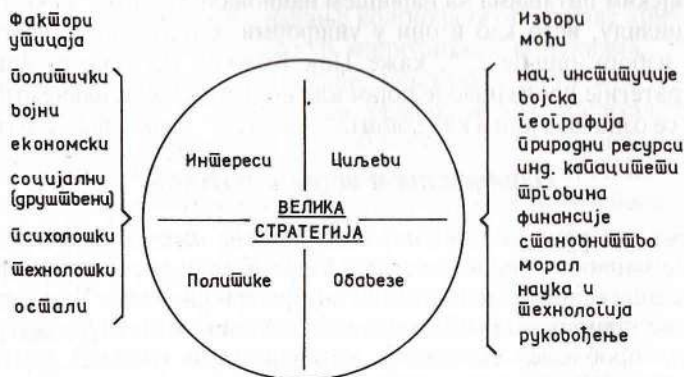 Фактори
утицаја
политички
војни
економски
социјални
(друштвени)
психолошки
технолошки
остали
Интереси
Циљеви
ВЕЛИКА
СТРАТЕГИЈА
Политике
Обавезе
Извори
моћи
нац. институције
војска
географија
природни ресурси
инд. капацитети
трговина
финансије
становништво
морал
наука и
технологија
руковођење